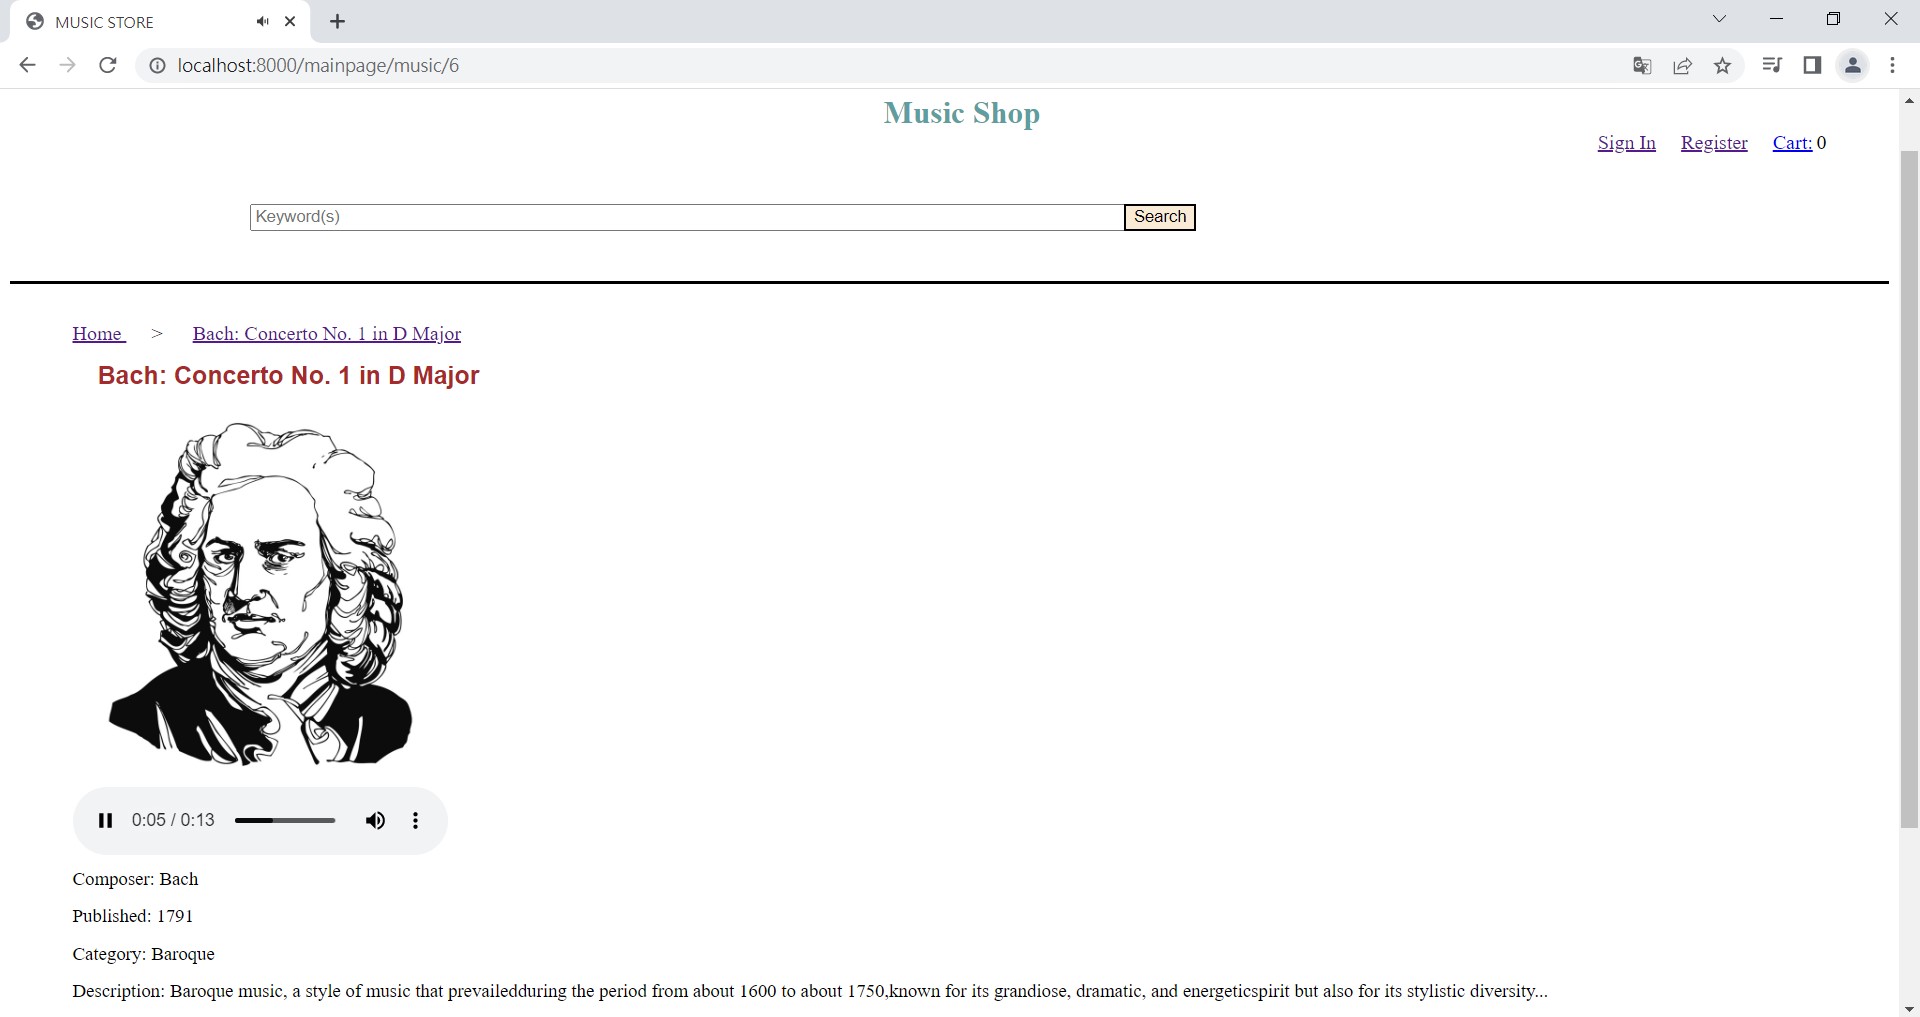 MUSIC STORE
localhost:8000/mainpage/music/6
Music Shop
Sign In Register Cart: 0
Keyword(s) Search
Home > Bach: Concerto No. 1 in D Major
Bach: Concerto No. 1 in D Major
0:05 / 0:13
Composer: Bach
Published: 1791
Category: Baroque
Description: Baroque music, a style of music that prevailedduring the period from about 1600 to about 1750,known for its grandiose, dramatic, and energeticspirit but also for its stylistic diversity...